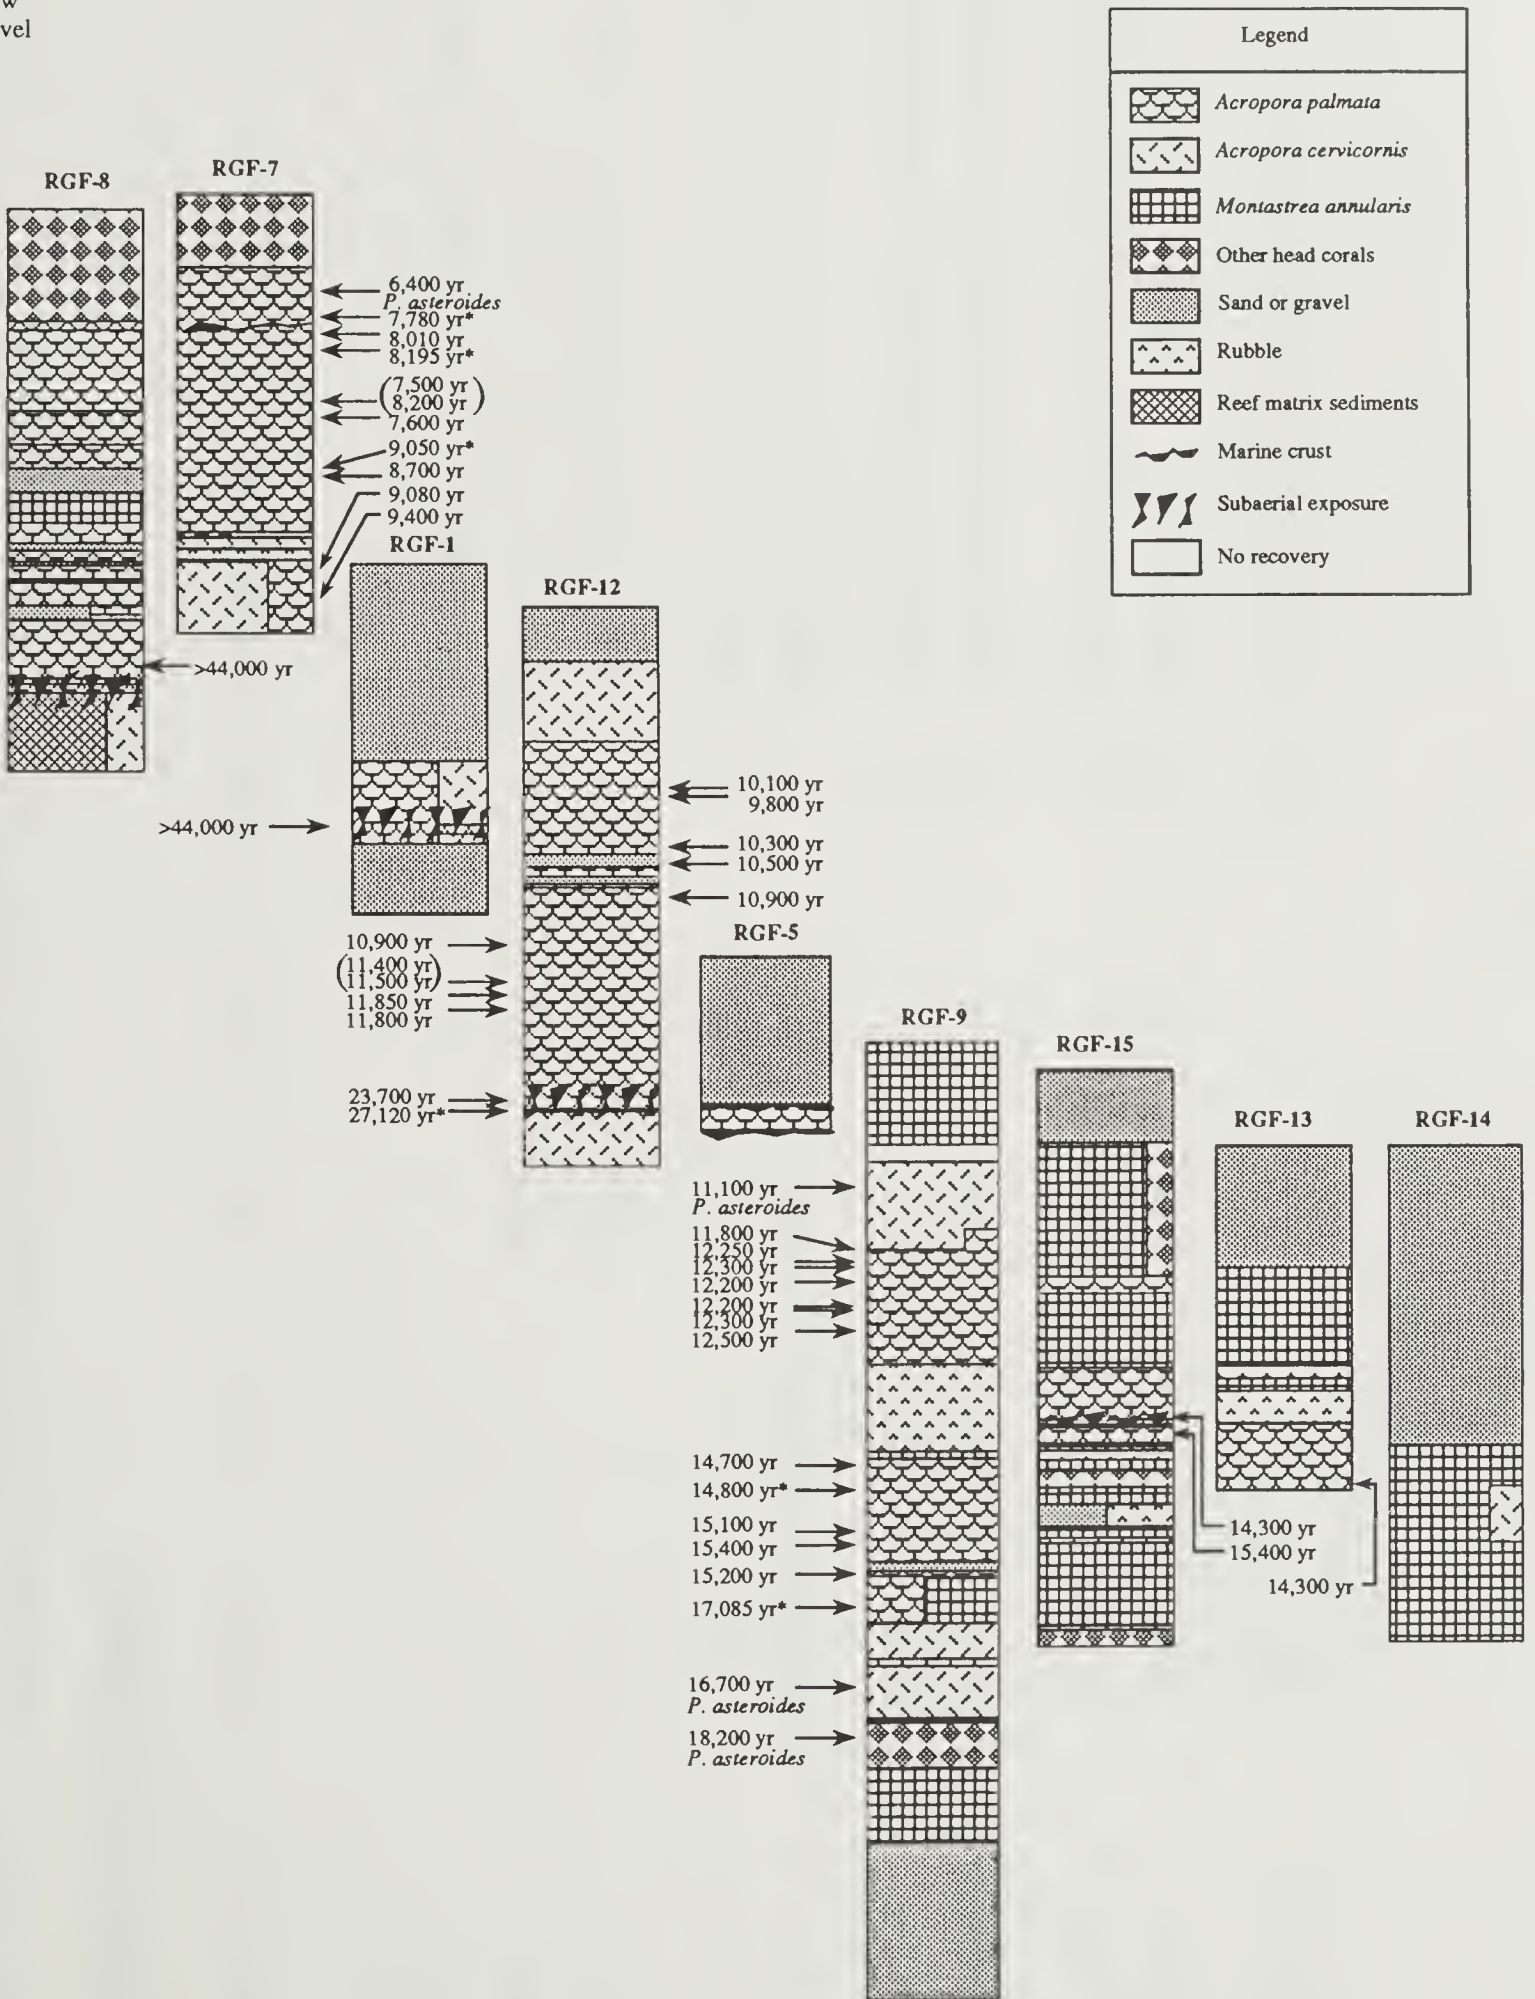 w
vel
Legend
Acropora palmata
Acropora cervicornis
Montastrea annularis
Other head corals
Sand or gravel
Rubble
Reef matrix sediments
Marine crust
Subaerial exposure
No recovery
RGF-8
>44,000 yr
RGF-7
6,400 yr
P. asteroides
7,780 yr*
8,010 yr
8,195 yr*
(7,500 yr
8,200 yr)
7,600 yr
9,050 yr*
8,700 yr
9,080 yr
9,400 yr
RGF-1
>44,000 yr
RGF-12
10,100 yr
9,800 yr
10,300 yr
10,500 yr
10,900 yr
10,900 yr
(11,400 yr)
(11,500 yr)
11,850 yr
11,800 yr
23,700 yr
27,120 yr*
RGF-5
RGF-9
11,100 yr
P. asteroides
11,800 yr
12,250 yr
12,300 yr
12,200 yr
12,200 yr
12,300 yr
12,500 yr
14,700 yr
14,800 yr*
15,100 yr
15,400 yr
15,200 yr
17,085 yr*
16,700 yr
P. asteroides
18,200 yr
P. asteroides
RGF-15
14,300 yr
15,400 yr
RGF-13
14,300 yr
RGF-14